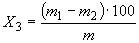 X₃ = (m₁ − m₂)·100 / m